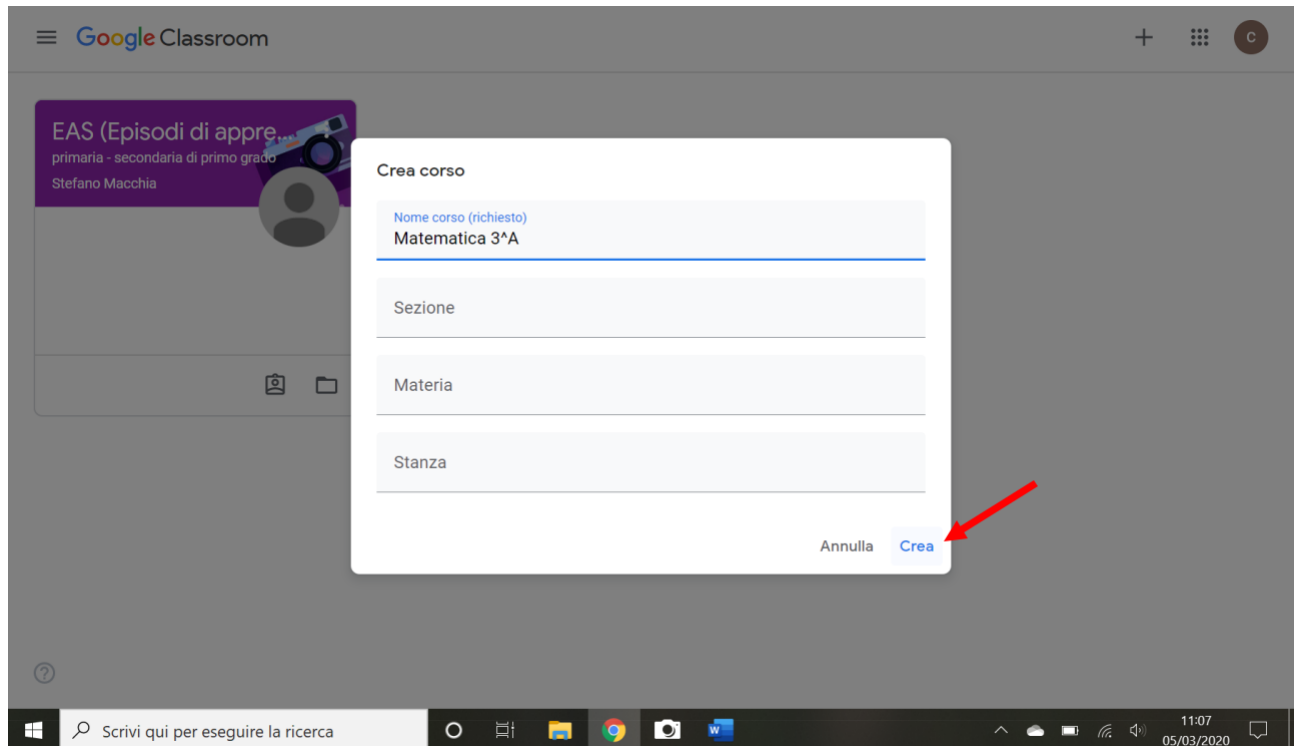 Google Classroom
C
EAS (Episodi di appre...
primaria - secondaria di primo grado
Stefano Macchia
Crea corso
Nome corso (richiesto)
Matematica 3^A
Sezione
Materia
Stanza
Annulla Crea
Scrivi qui per eseguire la ricerca
11:07
05/03/2020